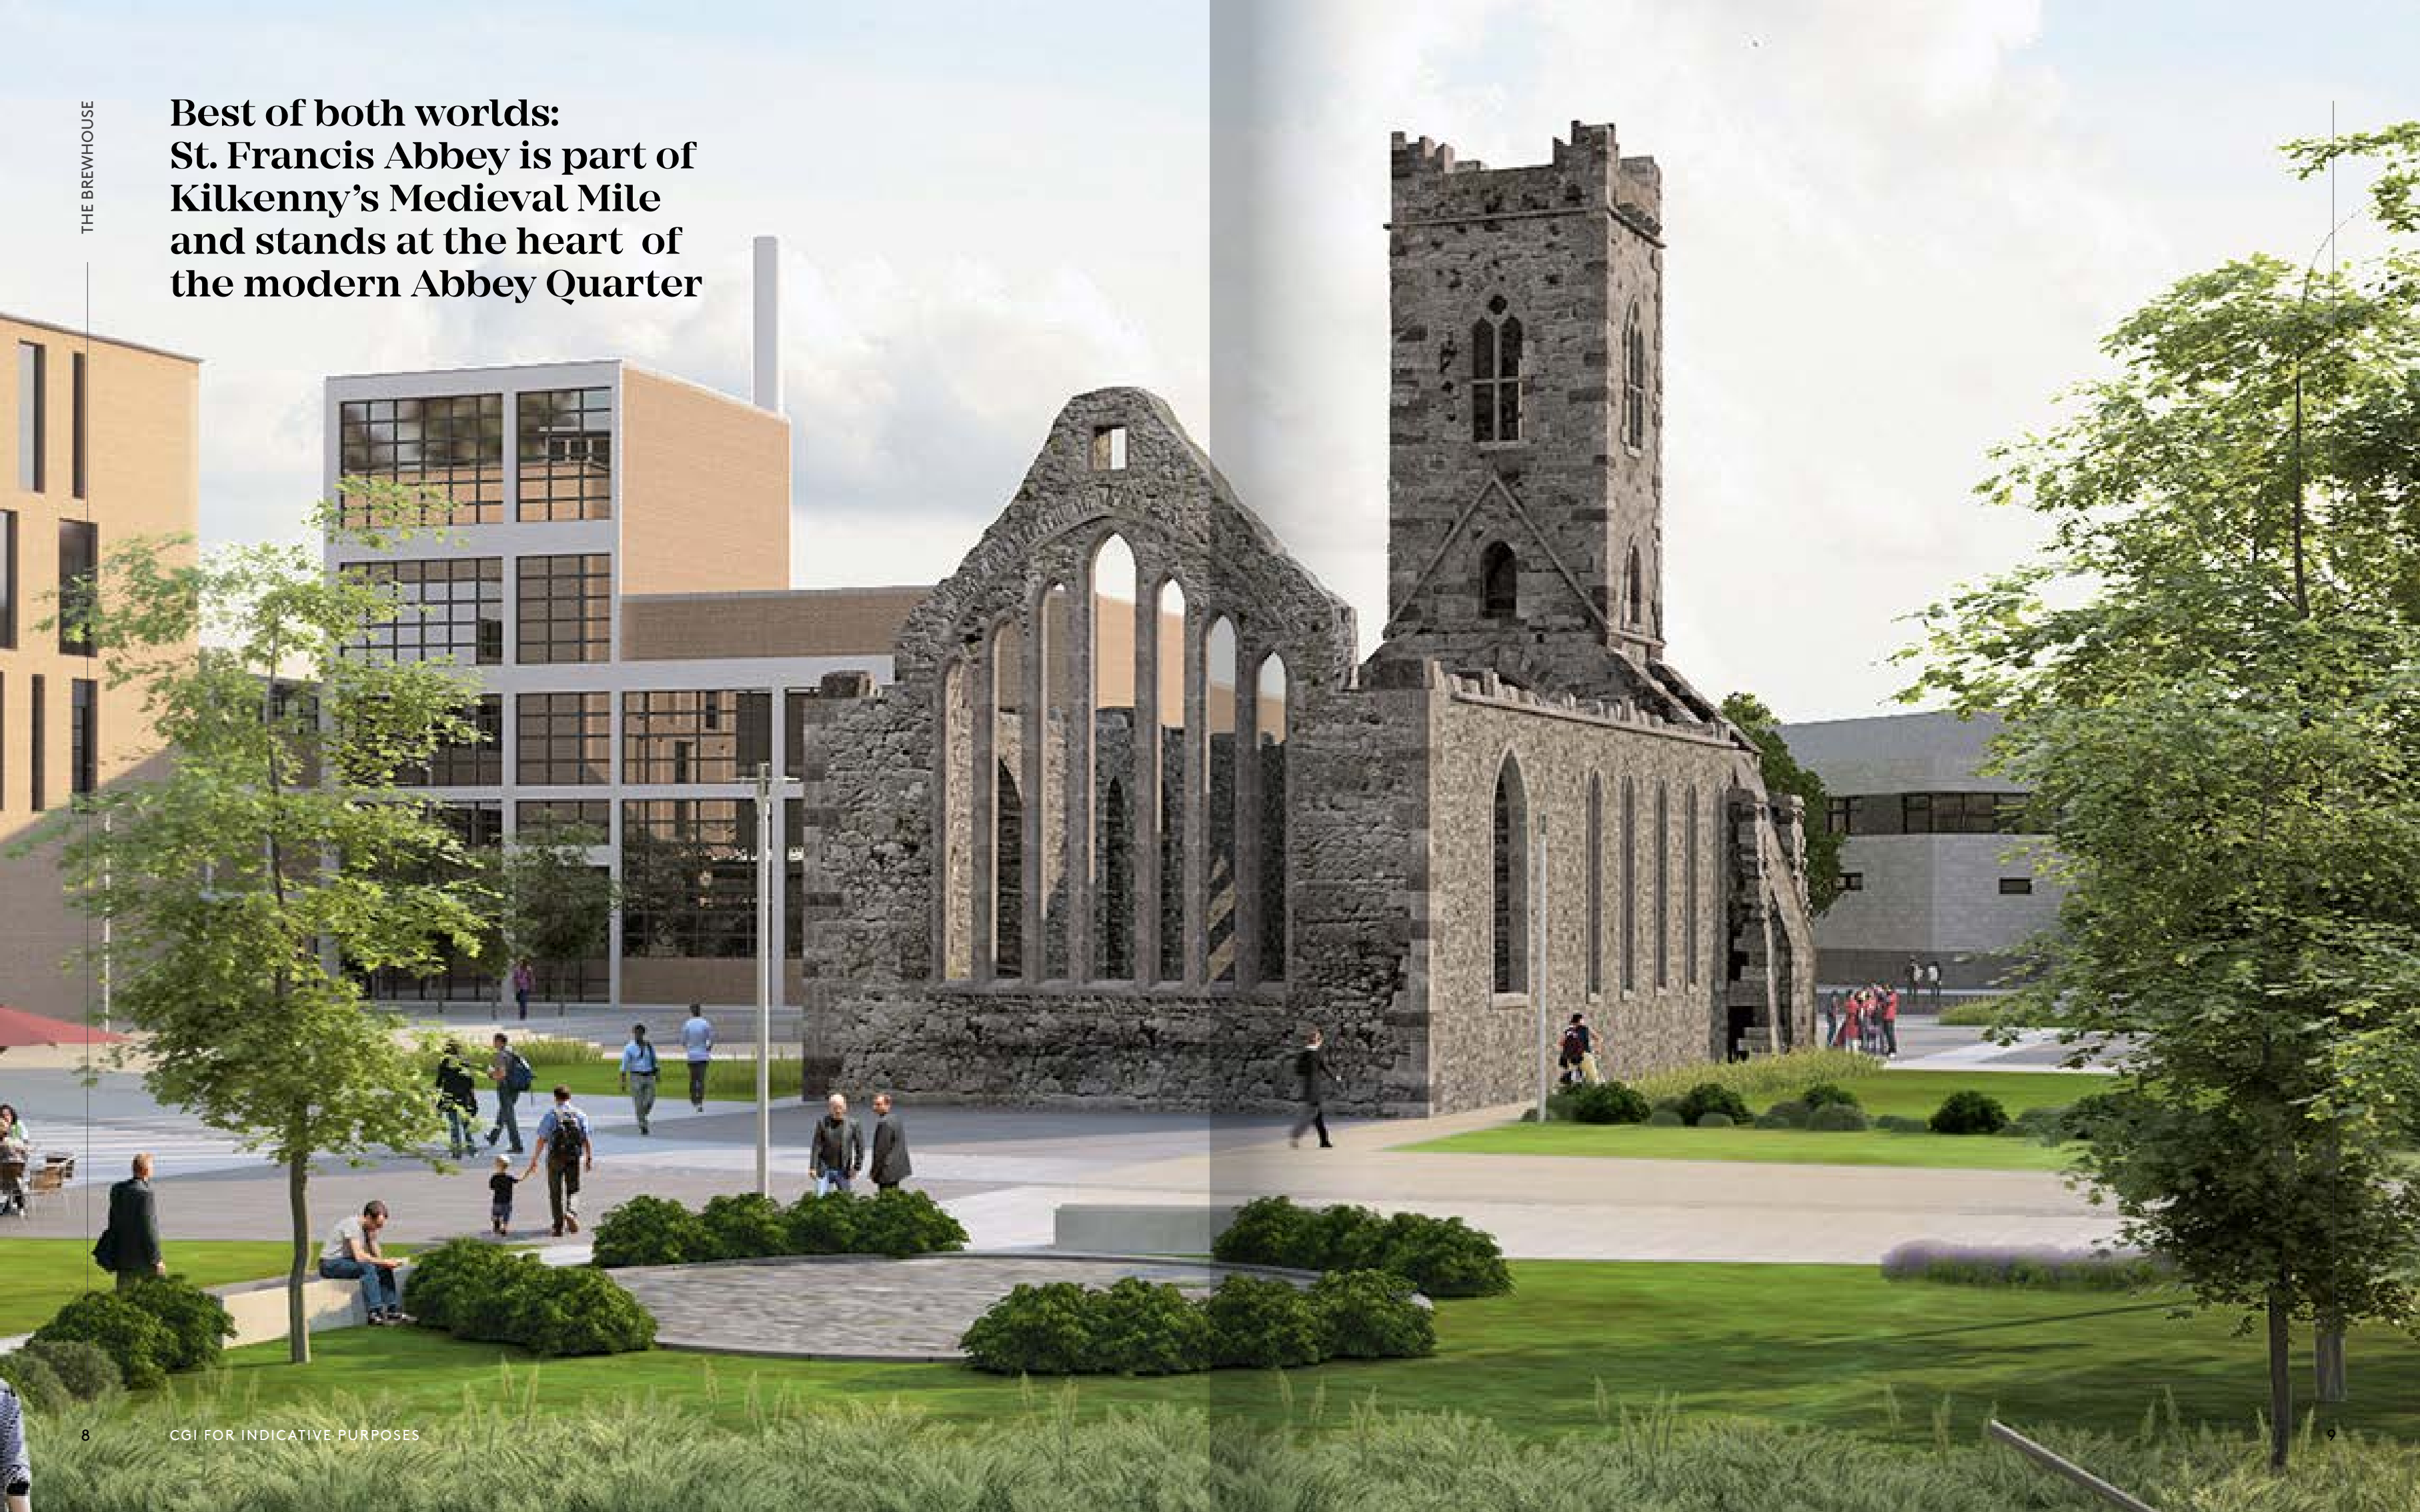 THE BREWHOUSE
Best of both worlds:
St. Francis Abbey is part of
Kilkenny’s Medieval Mile
and stands at the heart of
the modern Abbey Quarter
8
CGI FOR INDICATIVE PURPOSES
9